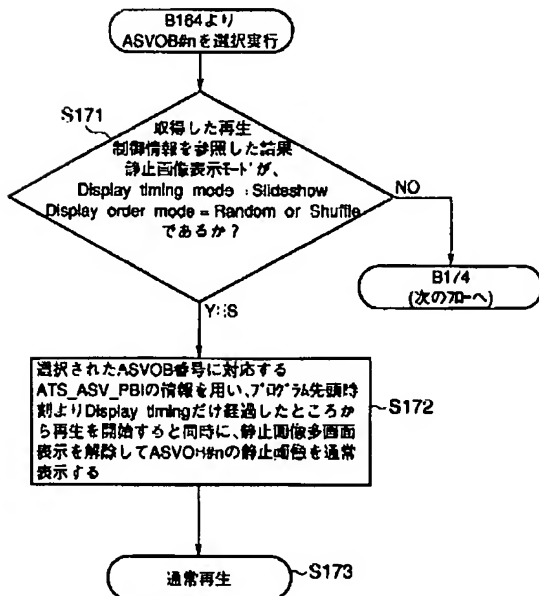 B164より
ASVOB#nを選択実行
S171
取得した再生
制御情報を参照した結果
静止画像表示モードが、
Display timing mode : Slideshow
Display order mode = Random or Shuffle
であるか?
NO
B174
(次のフローへ)
YES
選択されたASVOB番号に対応する
ATS_ASV_PBIの情報を用い、プログラム先頭時
刻よりDisplay timingだけ経過したところか
ら再生を開始すると同時に、静止画像多画面
表示を解除してASVOB#nの静止画像を通常
表示する
S172
通常再生
S173